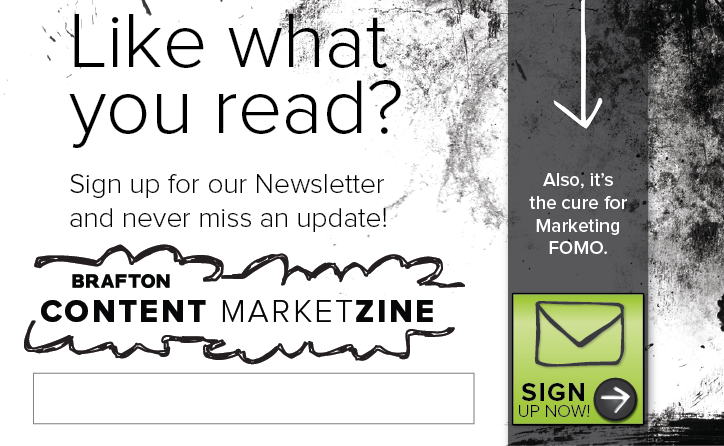 Like what
you read?
Sign up for our Newsletter
and never miss an update!
BRAFTON
CONTENT MARKETZINE
Also, it's
the cure for
Marketing
FOMO.
SIGN
UP NOW!